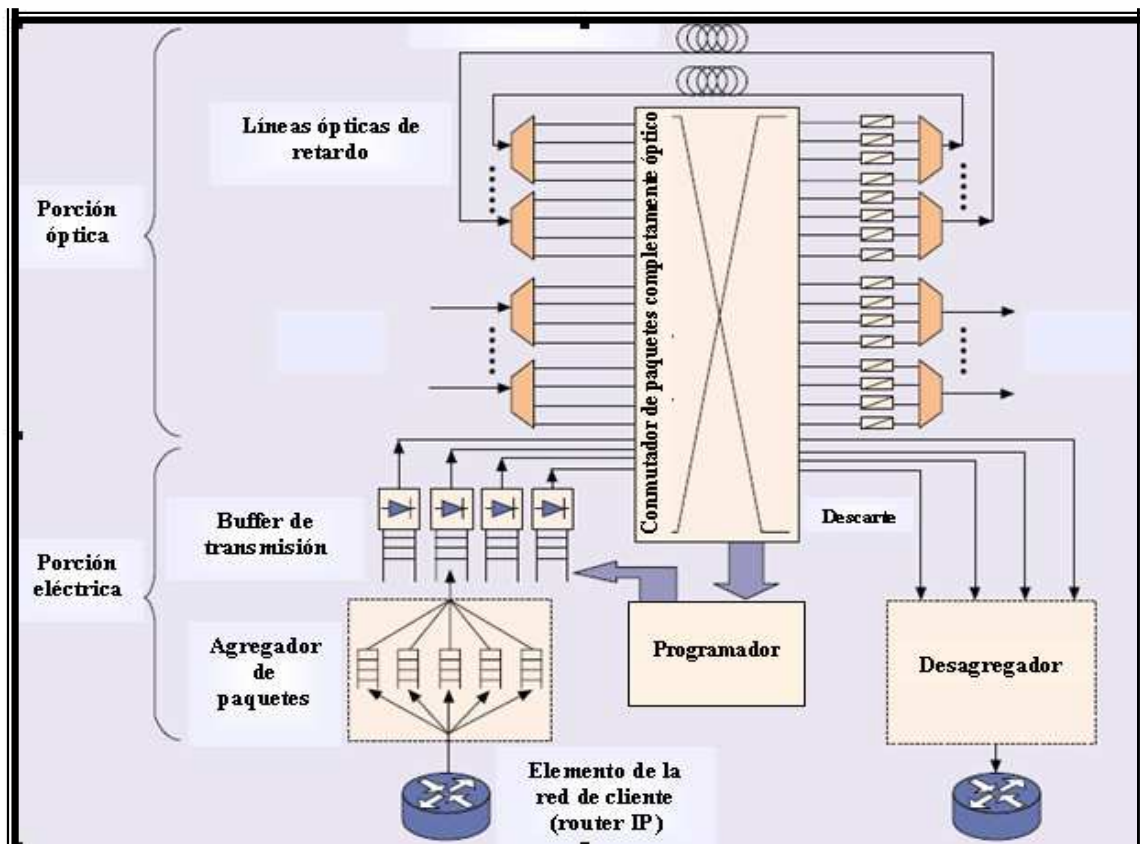 Líneas ópticas de
retardo
Porción
óptica
Conmutador de paquetes completamente óptico
Buffer de
transmisión
Descarte
Porción
eléctrica
Agregador
de
paquetes
Programador
Desagregador
Elemento de la
red de cliente
(router IP)